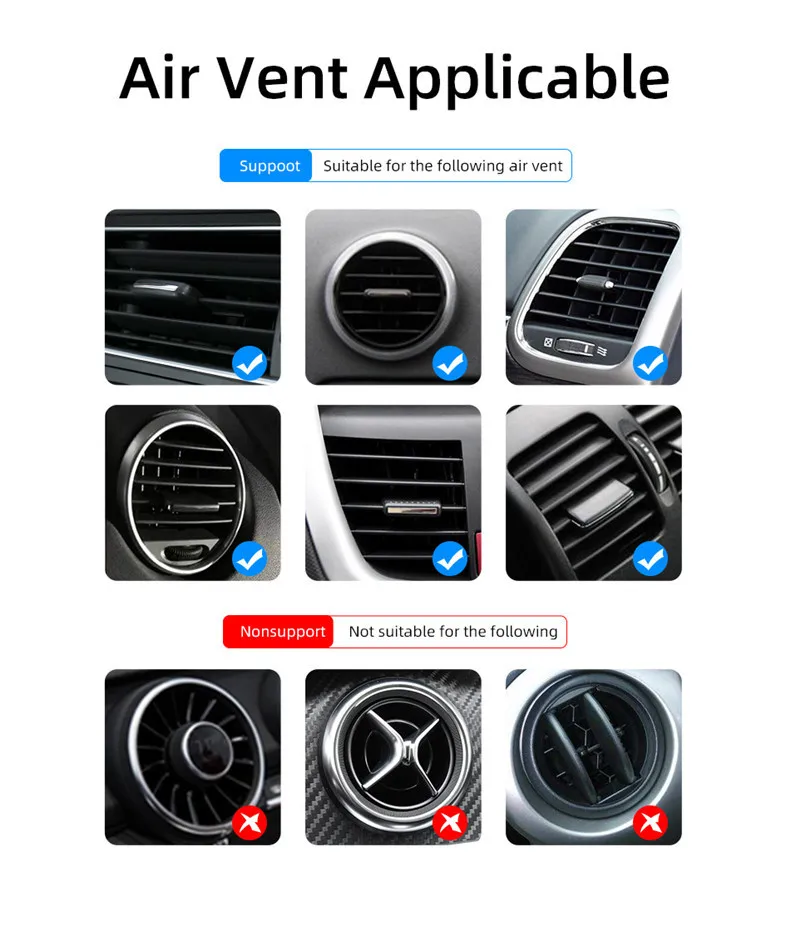 Air Vent Applicable
Suppoot Suitable for the following air vent
Nonsupport Not suitable for the following